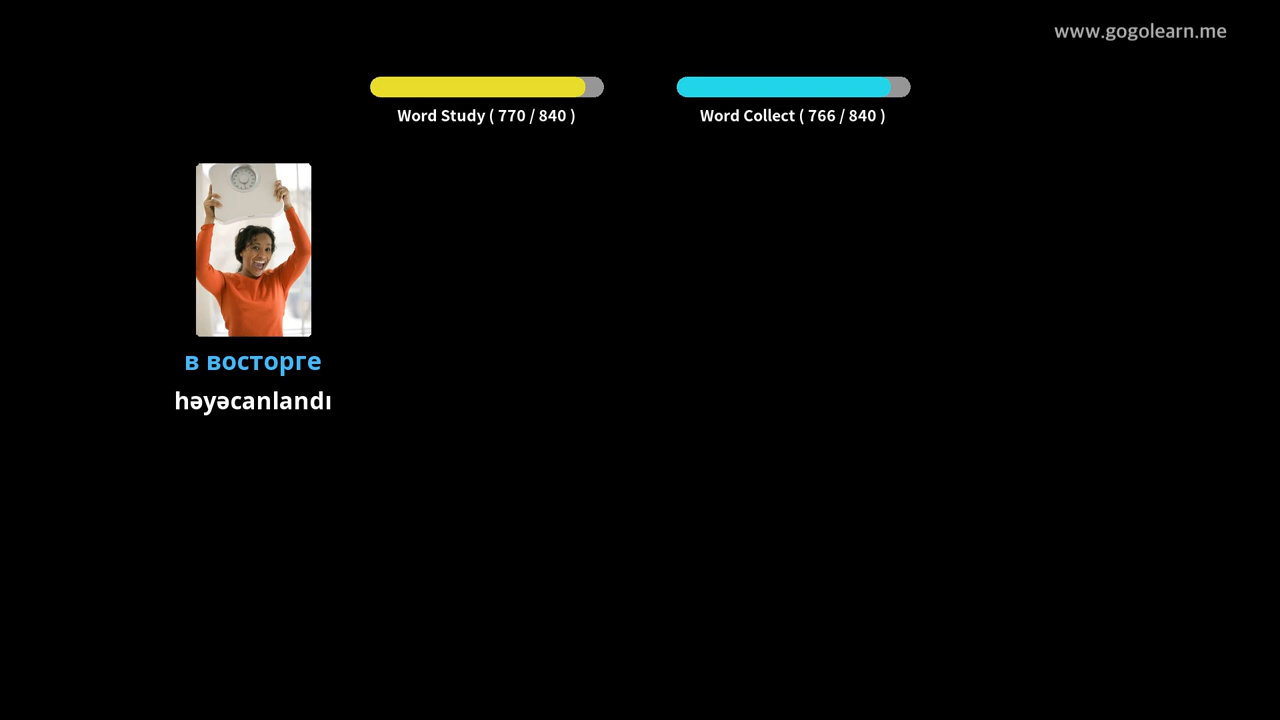 www.gogolearn.me
Word Study ( 770 / 840 )
Word Collect ( 766 / 840 )
в восторге
həyəcanlandı